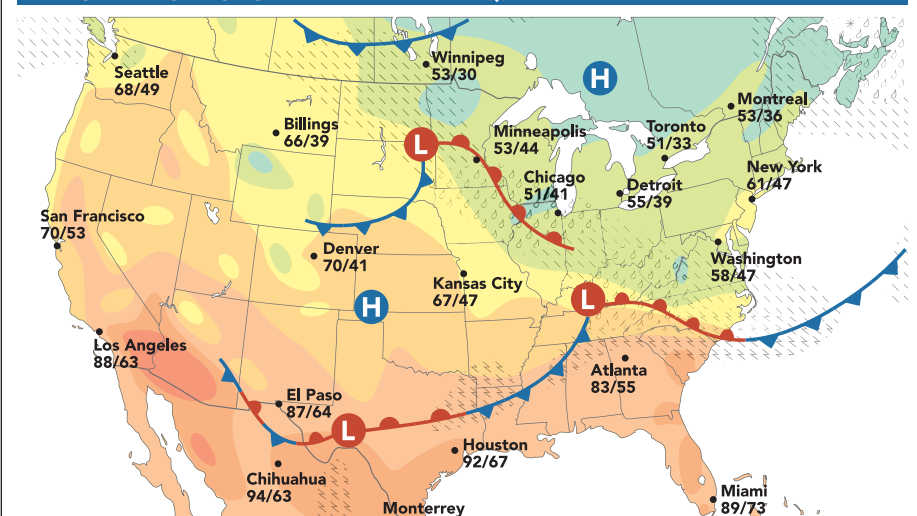 Winnipeg
53/30
H
Seattle
68/49
Montreal
53/36
Billings
66/39
L
Minneapolis
53/44
Toronto
51/33
Chicago
51/41
Detroit
55/39
New York
61/47
San Francisco
70/53
Denver
70/41
Washington
58/47
Kansas City
67/47
H
L
Los Angeles
88/63
Atlanta
83/55
El Paso
87/64
L
Houston
92/67
Chihuahua
94/63
Miami
89/73
Monterrey